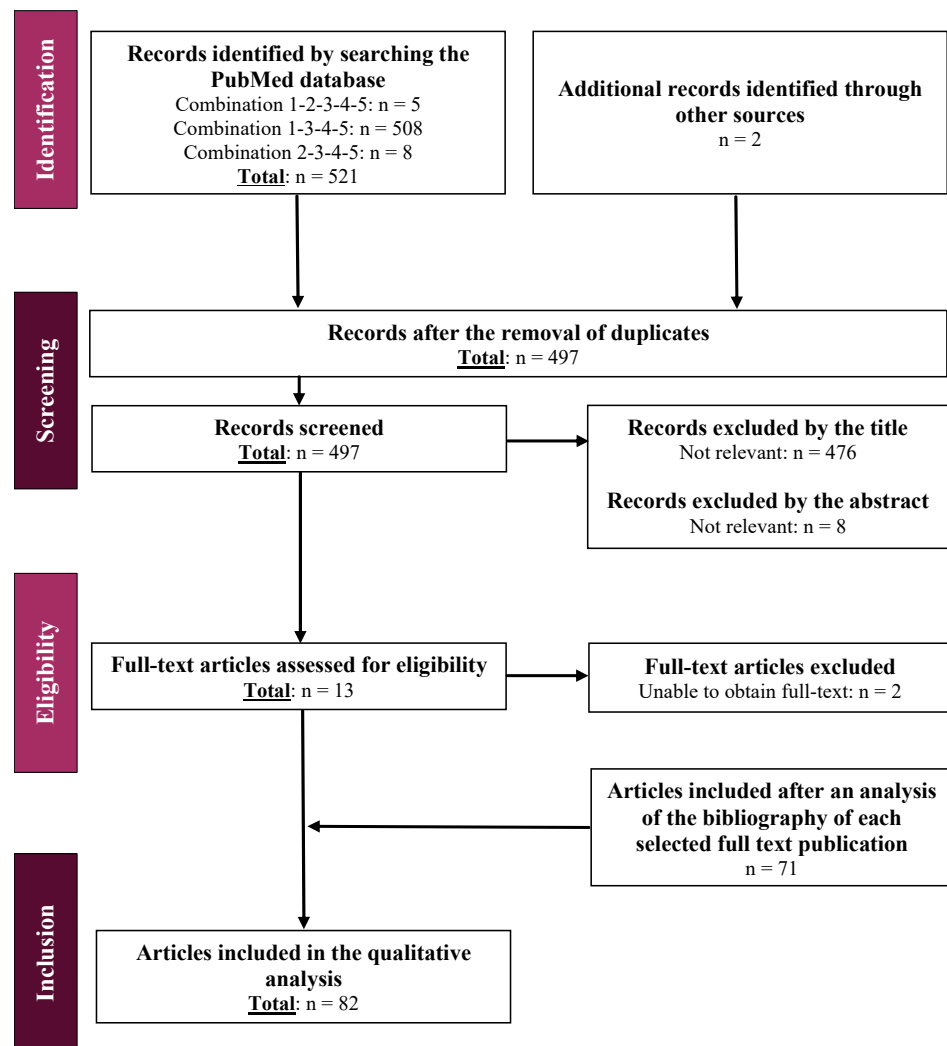 Identification
Records identified by searching the
PubMed database
Combination 1-2-3-4-5: n = 5
Combination 1-3-4-5: n = 508
Combination 2-3-4-5: n = 8
Total: n = 521
Additional records identified through
other sources
n = 2
Screening
Records after the removal of duplicates
Total: n = 497
Records screened
Total: n = 497
Records excluded by the title
Not relevant: n = 476
Records excluded by the abstract
Not relevant: n = 8
Eligibility
Full-text articles assessed for eligibility
Total: n = 13
Full-text articles excluded
Unable to obtain full-text: n = 2
Articles included after an analysis
of the bibliography of each
selected full text publication
n = 71
Inclusion
Articles included in the qualitative
analysis
Total: n = 82